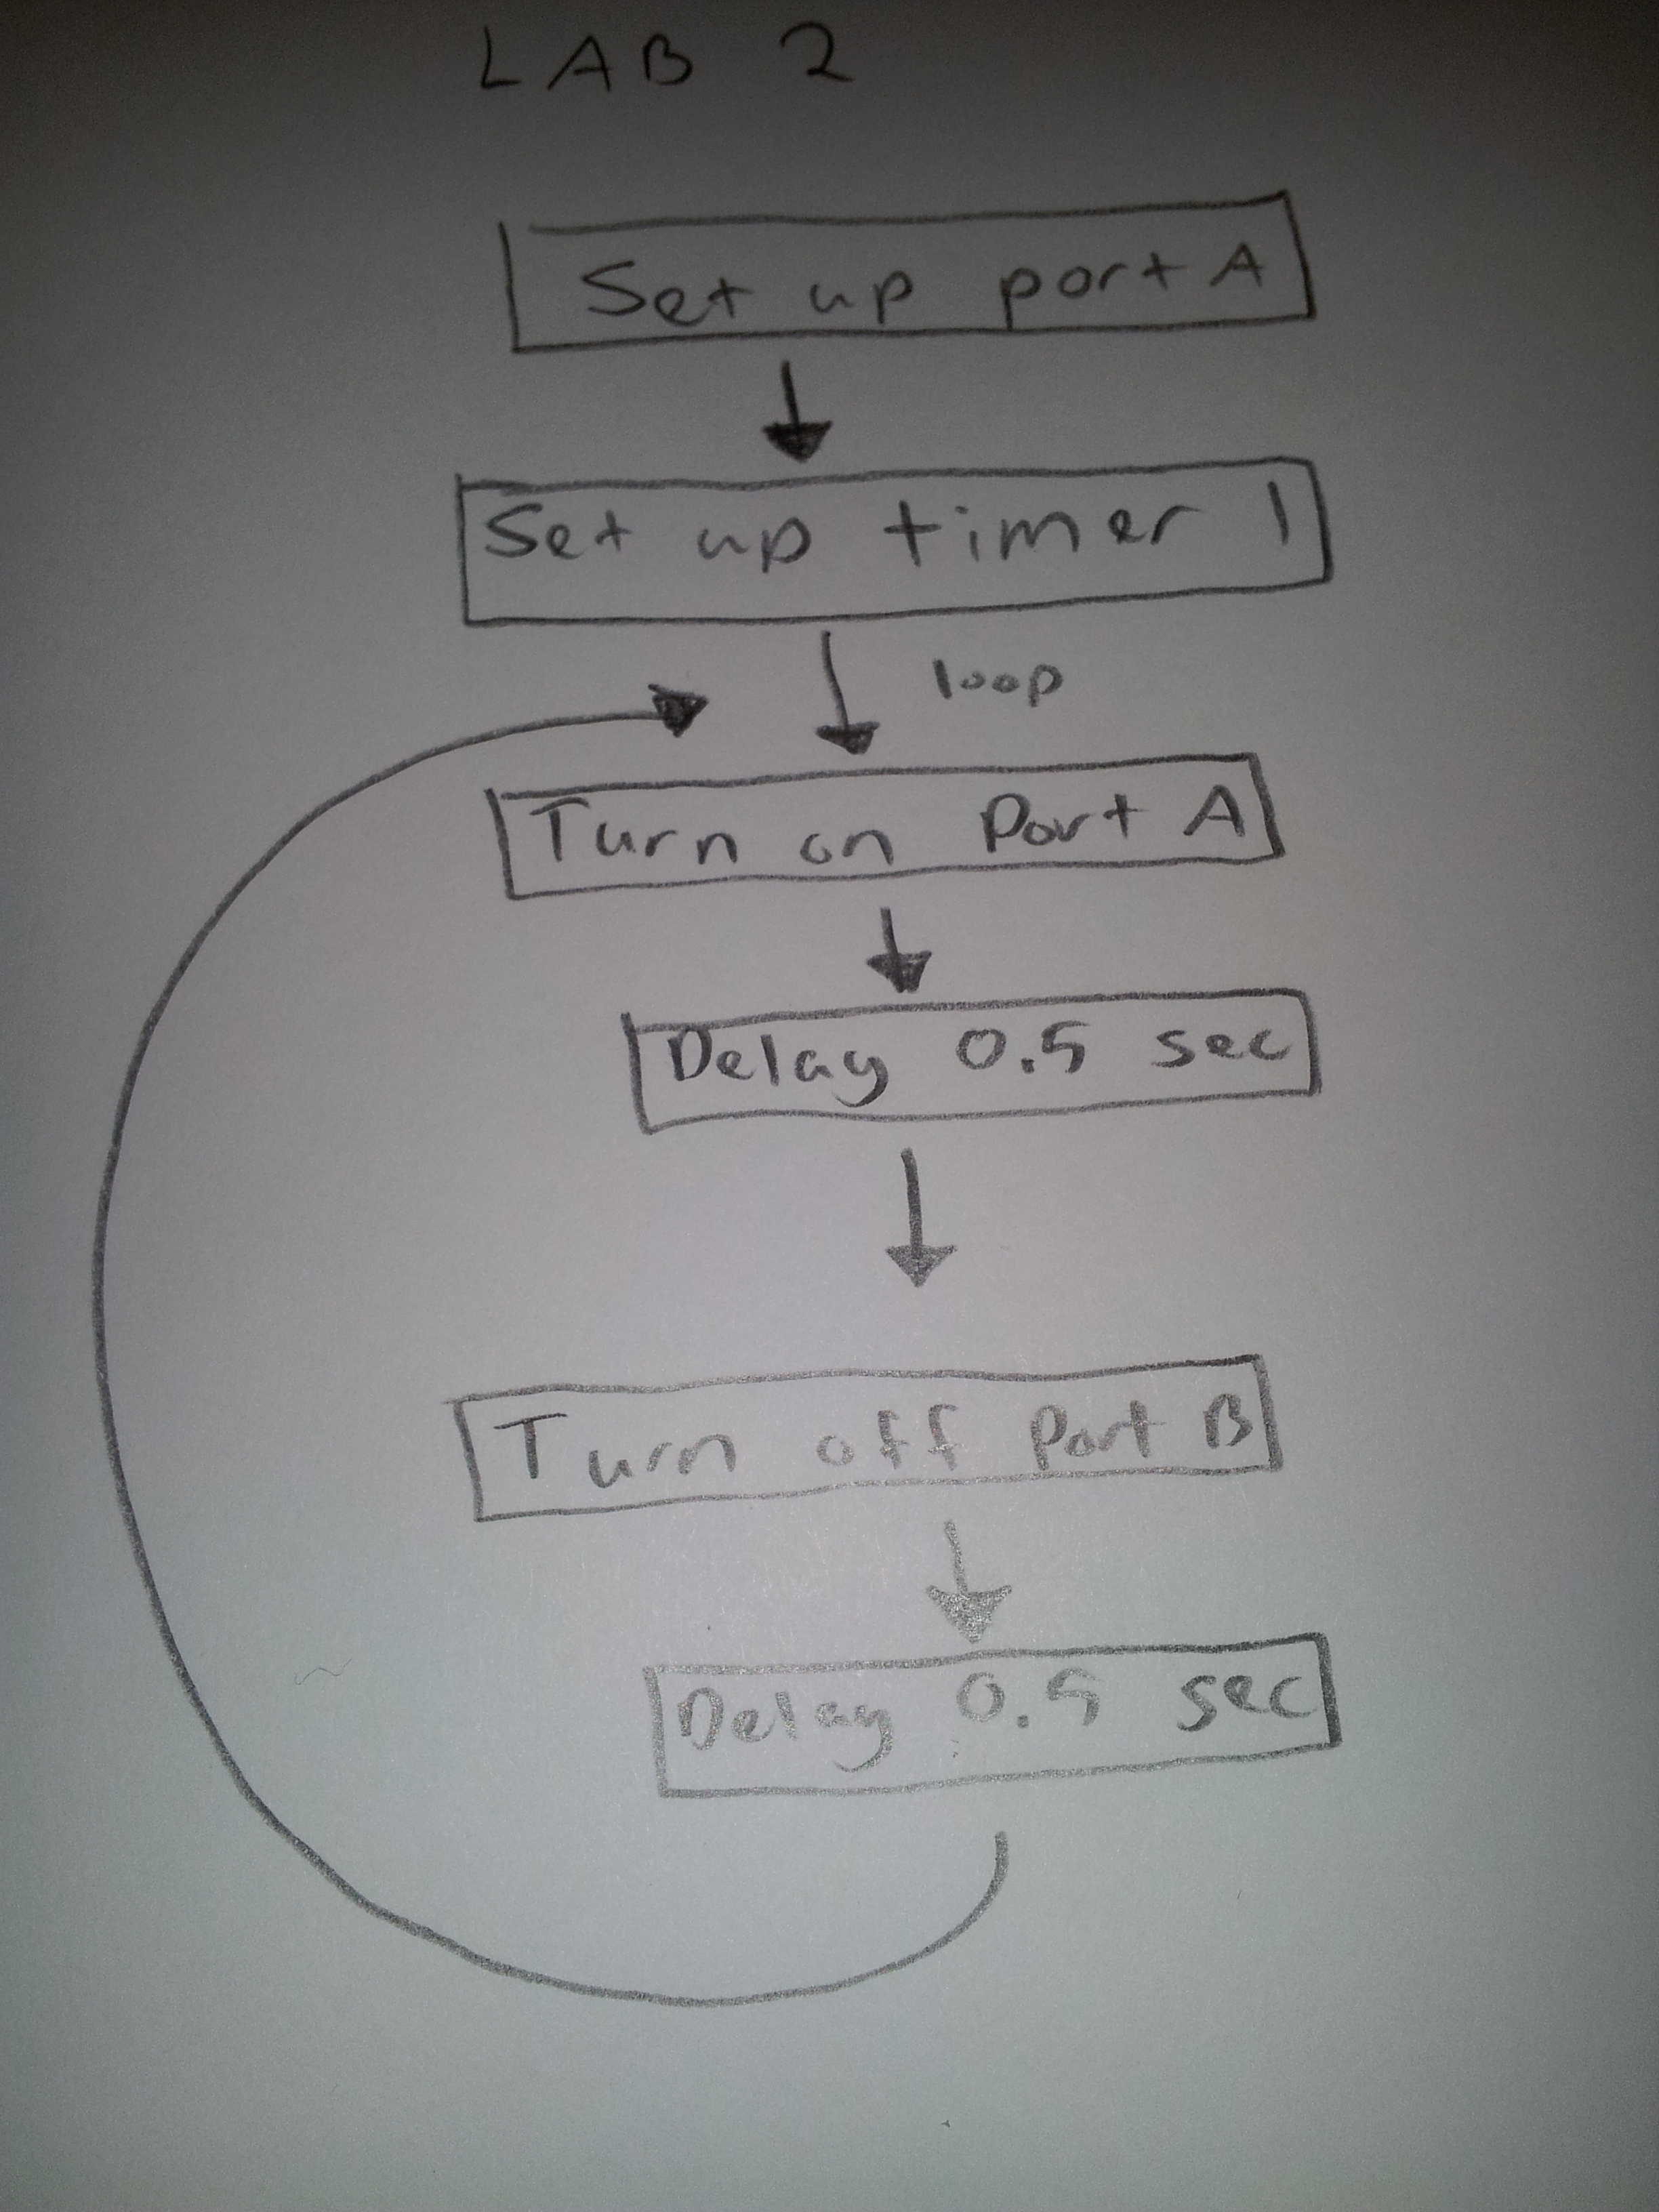 LAB 2
Set up port A
Set up timer 1
loop
Turn on Port A
Delay 0.5 sec
Turn off Port B
Delay 0.5 sec